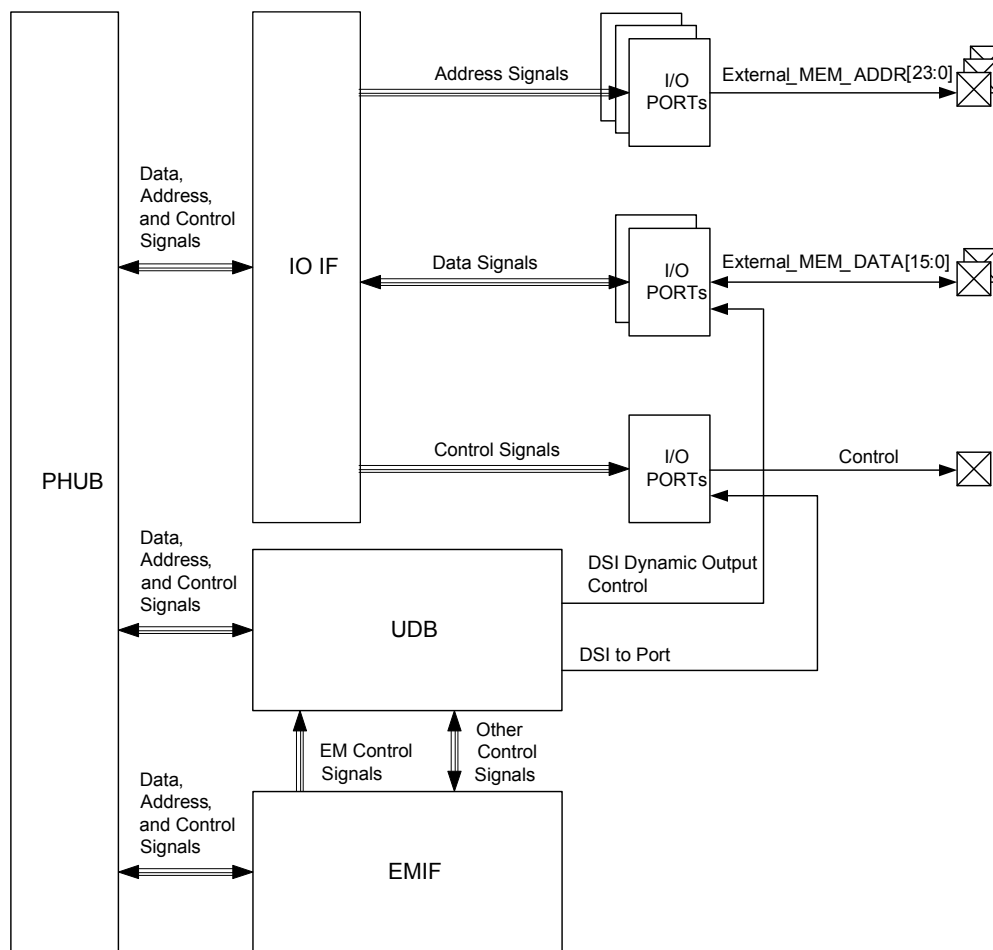 Address Signals
I/O
PORTs
External_MEM_ADDR[23:0]
Data,
Address,
and Control
Signals
IO IF
Data Signals
I/O
PORTs
External_MEM_DATA[15:0]
Control Signals
I/O
PORTs
Control
PHUB
Data,
Address,
and Control
Signals
UDB
DSI Dynamic Output
Control
DSI to Port
EM Control
Signals
Other
Control
Signals
Data,
Address,
and Control
Signals
EMIF